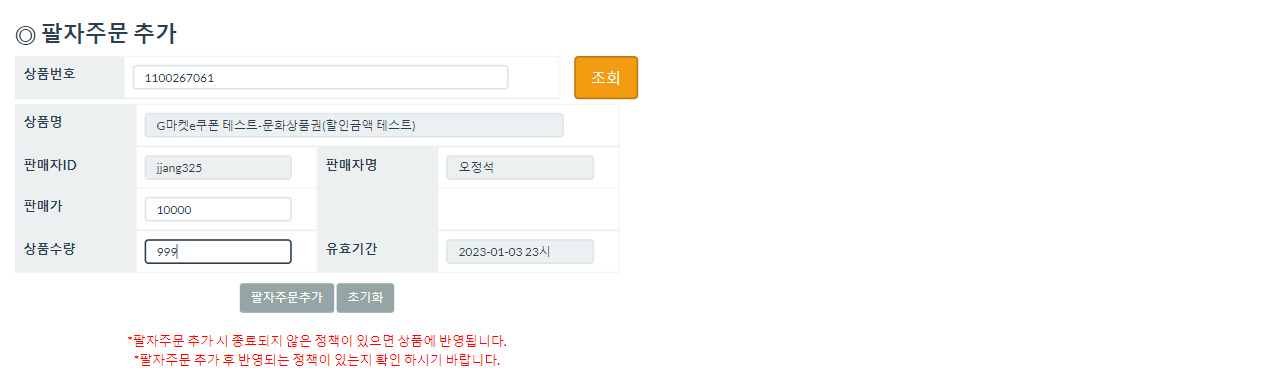 ◎ 팔자주문 추가
상품번호 1100267061 조회
상품명 G마켓e쿠폰 테스트-문화상품권(할인금액 테스트)
판매자ID jjang325 판매자명 오정석
판매가 10000
상품수량 999 유효기간 2023-01-03 23시
팔자주문추가 초기화
*팔자주문 추가 시 종료되지 않은 정책이 있으면 상품에 반영됩니다.
*팔자주문 추가 후 반영되는 정책이 있는지 확인 하시기 바랍니다.